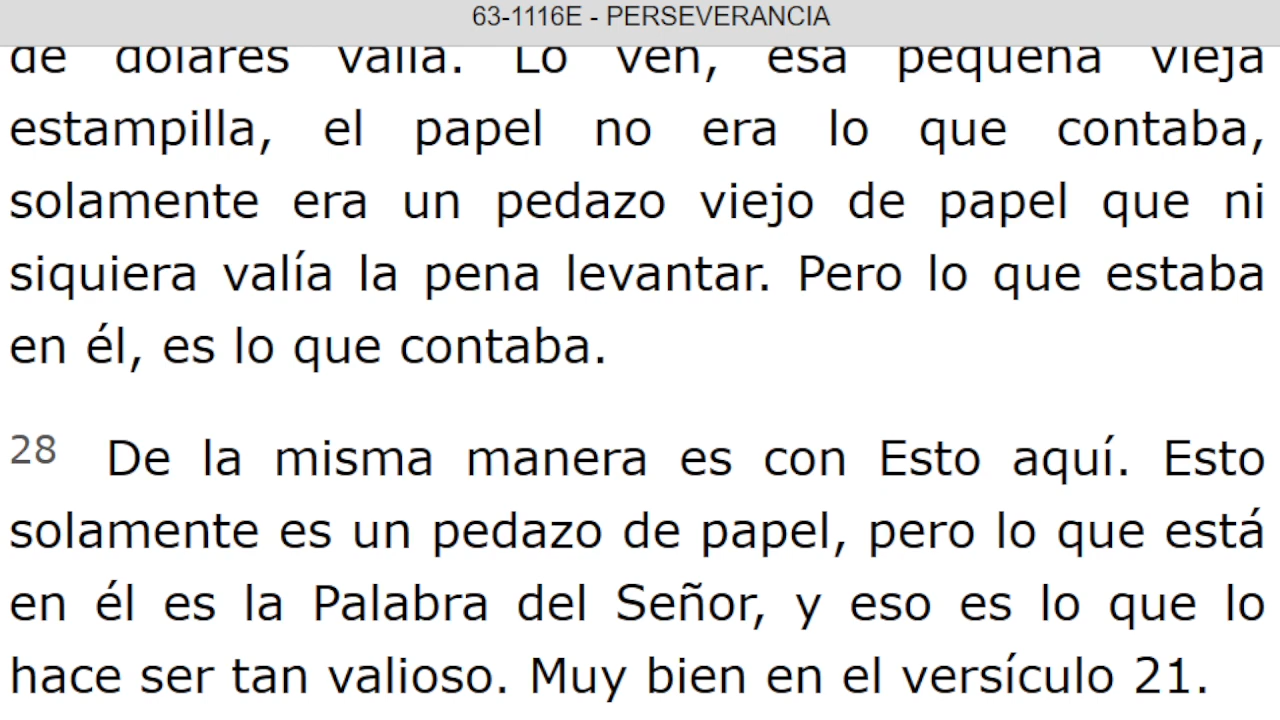 63-1116E - PERSEVERANCIA
de dólares valía. Lo ven, esa pequeña vieja
estampilla, el papel no era lo que contaba,
solamente era un pedazo viejo de papel que ni
siquiera valía la pena levantar. Pero lo que estaba
en él, es lo que contaba.
28 De la misma manera es con Esto aquí. Esto
solamente es un pedazo de papel, pero lo que está
en él es la Palabra del Señor, y eso es lo que lo
hace ser tan valioso. Muy bien en el versículo 21.